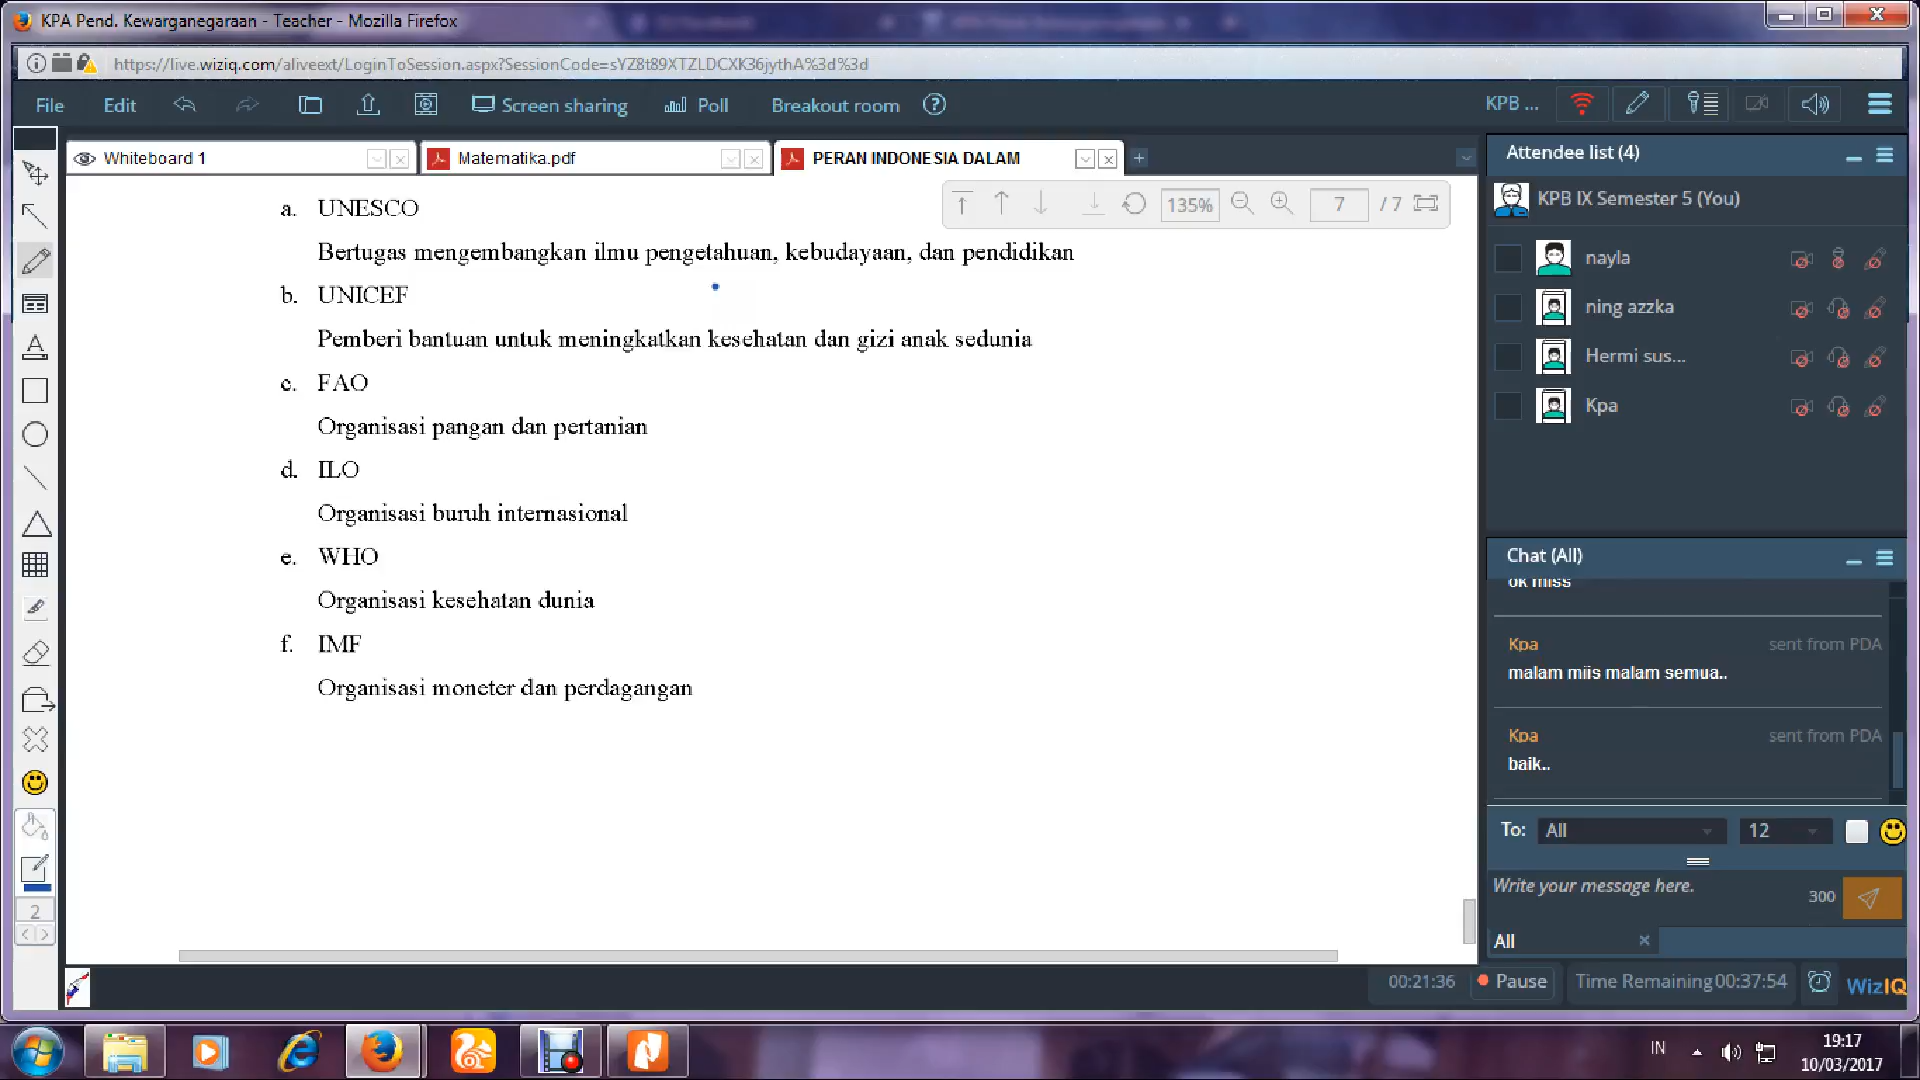 KPA Pend. Kewarganegaraan - Teacher - Mozilla Firefox
https://live.wiziq.com/aliveext/LoginToSession.aspx?SessionCode=sYZ8t89XTZLDCXK36jythA%3d%3d
File Edit Screen sharing Poll Breakout room ? KPB ...
Whiteboard 1 Matematika.pdf PERAN INDONESIA DALAM
135% 7 / 7
a. UNESCO
Bertugas mengembangkan ilmu pengetahuan, kebudayaan, dan pendidikan
b. UNICEF
Pemberi bantuan untuk meningkatkan kesehatan dan gizi anak sedunia
c. FAO
Organisasi pangan dan pertanian
d. ILO
Organisasi buruh internasional
e. WHO
Organisasi kesehatan dunia
f. IMF
Organisasi moneter dan perdagangan
2
Attendee list (4)
KPB IX Semester 5 (You)
nayla
ning azzka
Hermi sus...
Kpa
Chat (All)
ok miss
Kpa sent from PDA
malam miis malam semua..
Kpa sent from PDA
baik..
To: All 12
Write your message here.
300
All
00:21:36 Pause Time Remaining 00:37:54 WizIQ
IN 19:17
10/03/2017